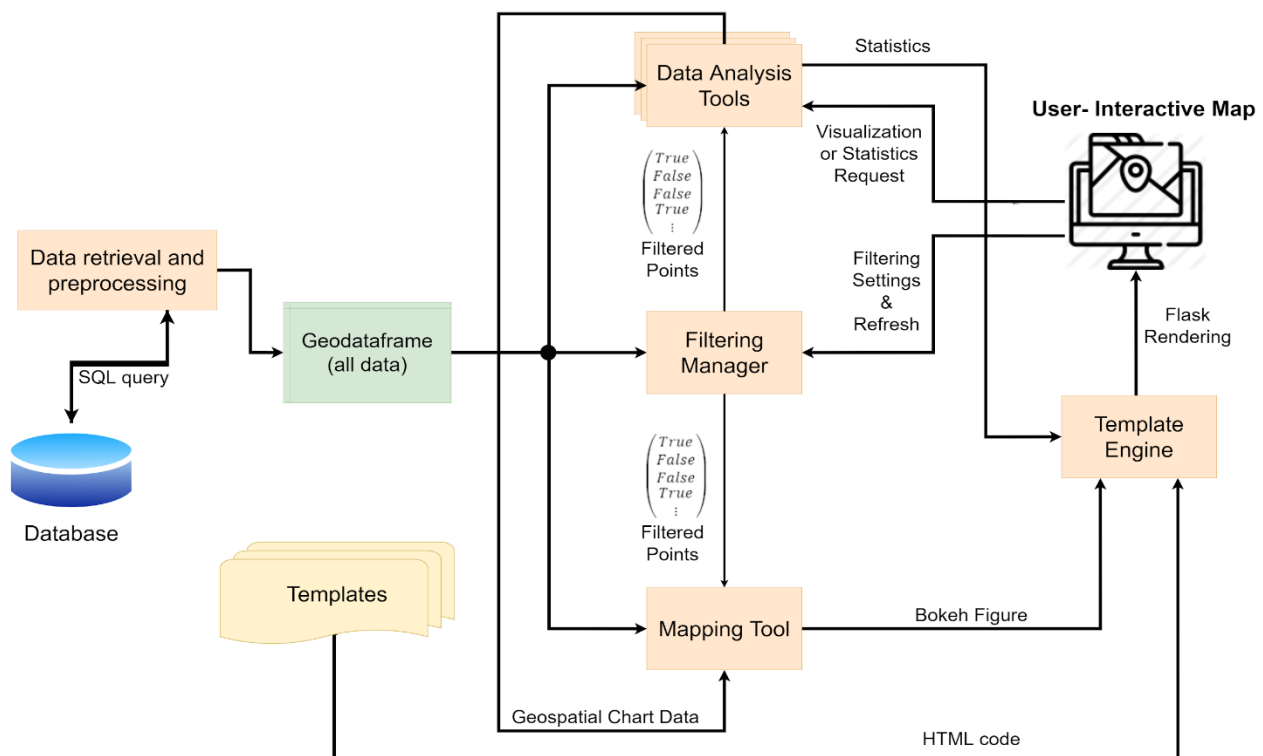 Statistics
Data Analysis
Tools
User- Interactive Map
Visualization
or Statistics
Request
True
False
False
True
⋮
Filtered
Points
Data retrieval and
preprocessing
Filtering
Settings
&
Refresh
Flask
Rendering
Geodataframe
(all data)
Filtering
Manager
SQL query
Template
Engine
True
False
False
True
⋮
Filtered
Points
Database
Templates
Mapping Tool
Bokeh Figure
Geospatial Chart Data
HTML code